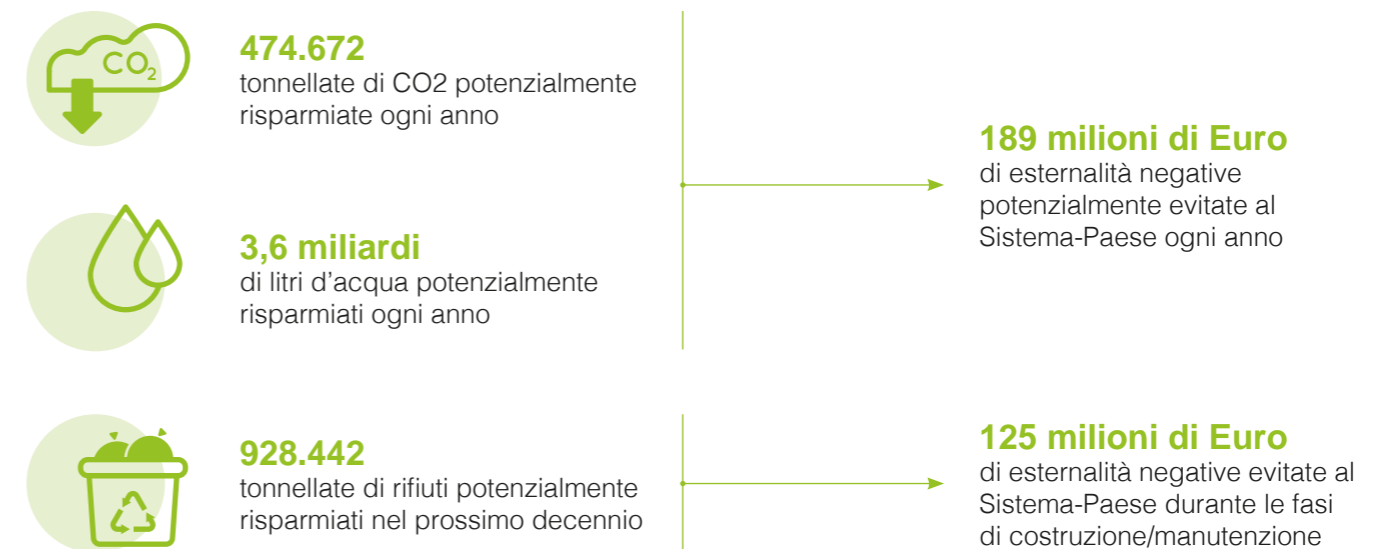 CO2
474.672
tonnellate di CO2 potenzialmente
risparmiate ogni anno
3,6 miliardi
di litri d'acqua potenzialmente
risparmiati ogni anno
189 milioni di Euro
di esternalità negative
potenzialmente evitate al
Sistema-Paese ogni anno
928.442
tonnellate di rifiuti potenzialmente
risparmiati nel prossimo decennio
125 milioni di Euro
di esternalità negative evitate al
Sistema-Paese durante le fasi
di costruzione/manutenzione